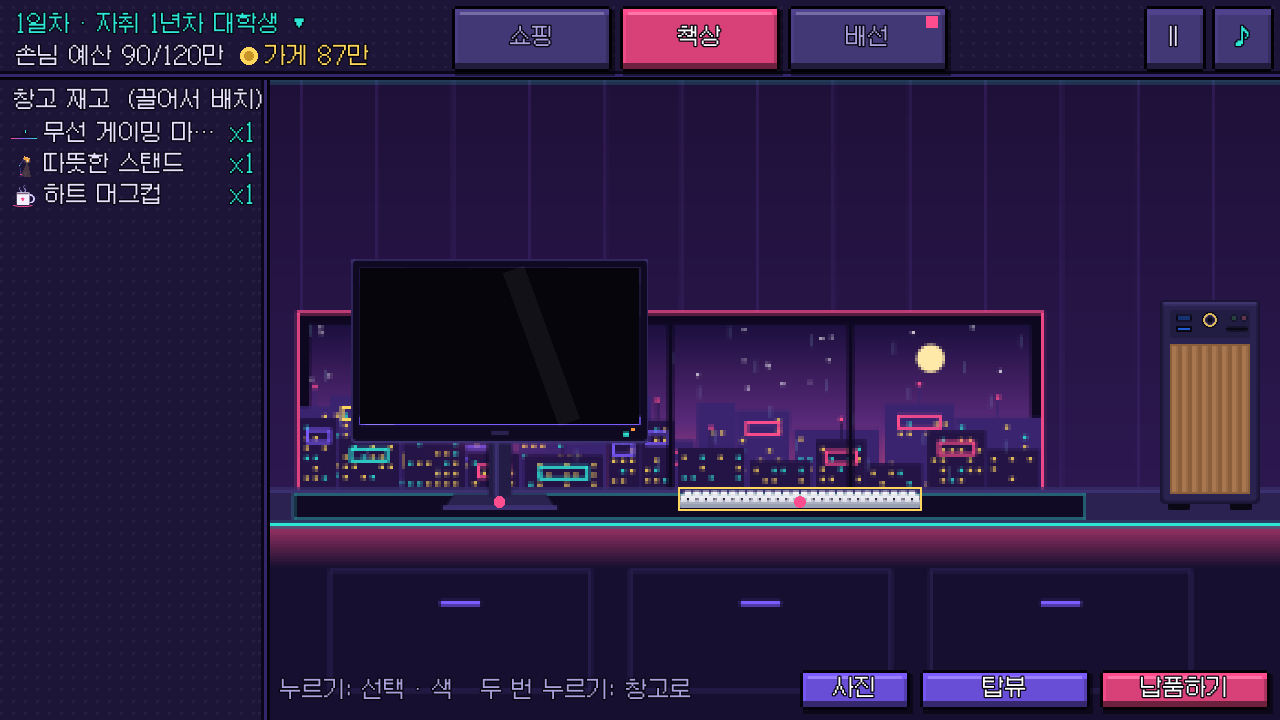 1일차 · 자취 1년차 대학생 ▼
손님 예산 90/120만 가게 87만
쇼핑
책상
배선
창고 재고 (끌어서 배치)
무선 게이밍 마… x1
따뜻한 스탠드 x1
하트 머그컵 x1
누르기: 선택 · 색 두 번 누르기: 창고로
사진
탑뷰
납품하기